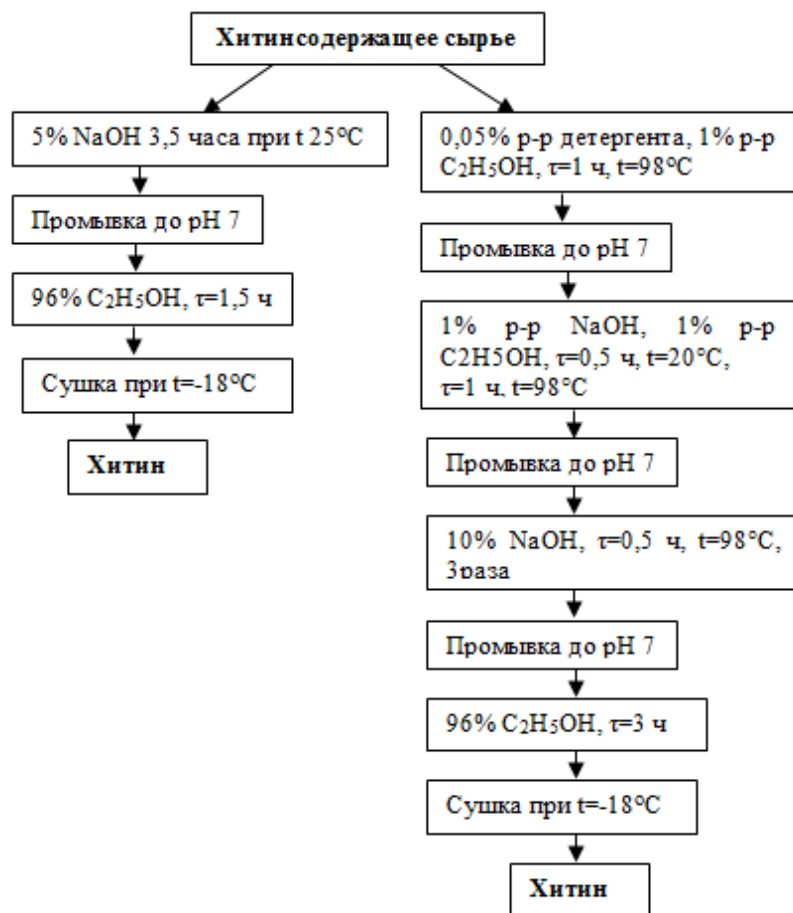 Хитинсодержащее сырье
5% NaOH 3,5 часа при t 25°C
Промывка до pH 7
96% C₂H₅OH, τ=1,5 ч
Сушка при t=-18°C
Хитин
0,05% р-р детергента, 1% р-р
C₂H₅OH, τ=1 ч, t=98°C
Промывка до pH 7
1% р-р NaOH, 1% р-р
C2H5OH, τ=0,5 ч, t=20°C,
τ=1 ч, t=98°C
Промывка до pH 7
10% NaOH, τ=0,5 ч, t=98°C,
3раза
Промывка до pH 7
96% C₂H₅OH, τ=3 ч
Сушка при t=-18°C
Хитин